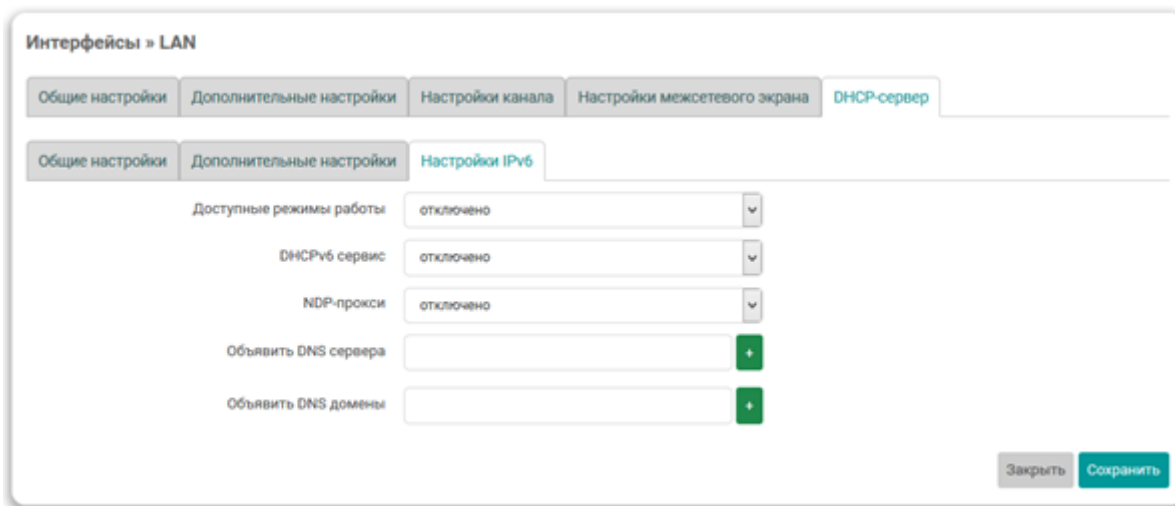 Интерфейсы » LAN
Общие настройки Дополнительные настройки Настройки канала Настройки межсетевого экрана DHCP-сервер
Общие настройки Дополнительные настройки Настройки IPv6
Доступные режимы работы отключено
DHCPv6 сервис отключено
NDP-прокси отключено
Объявить DNS сервера +
Объявить DNS домены +
Закрыть Сохранить